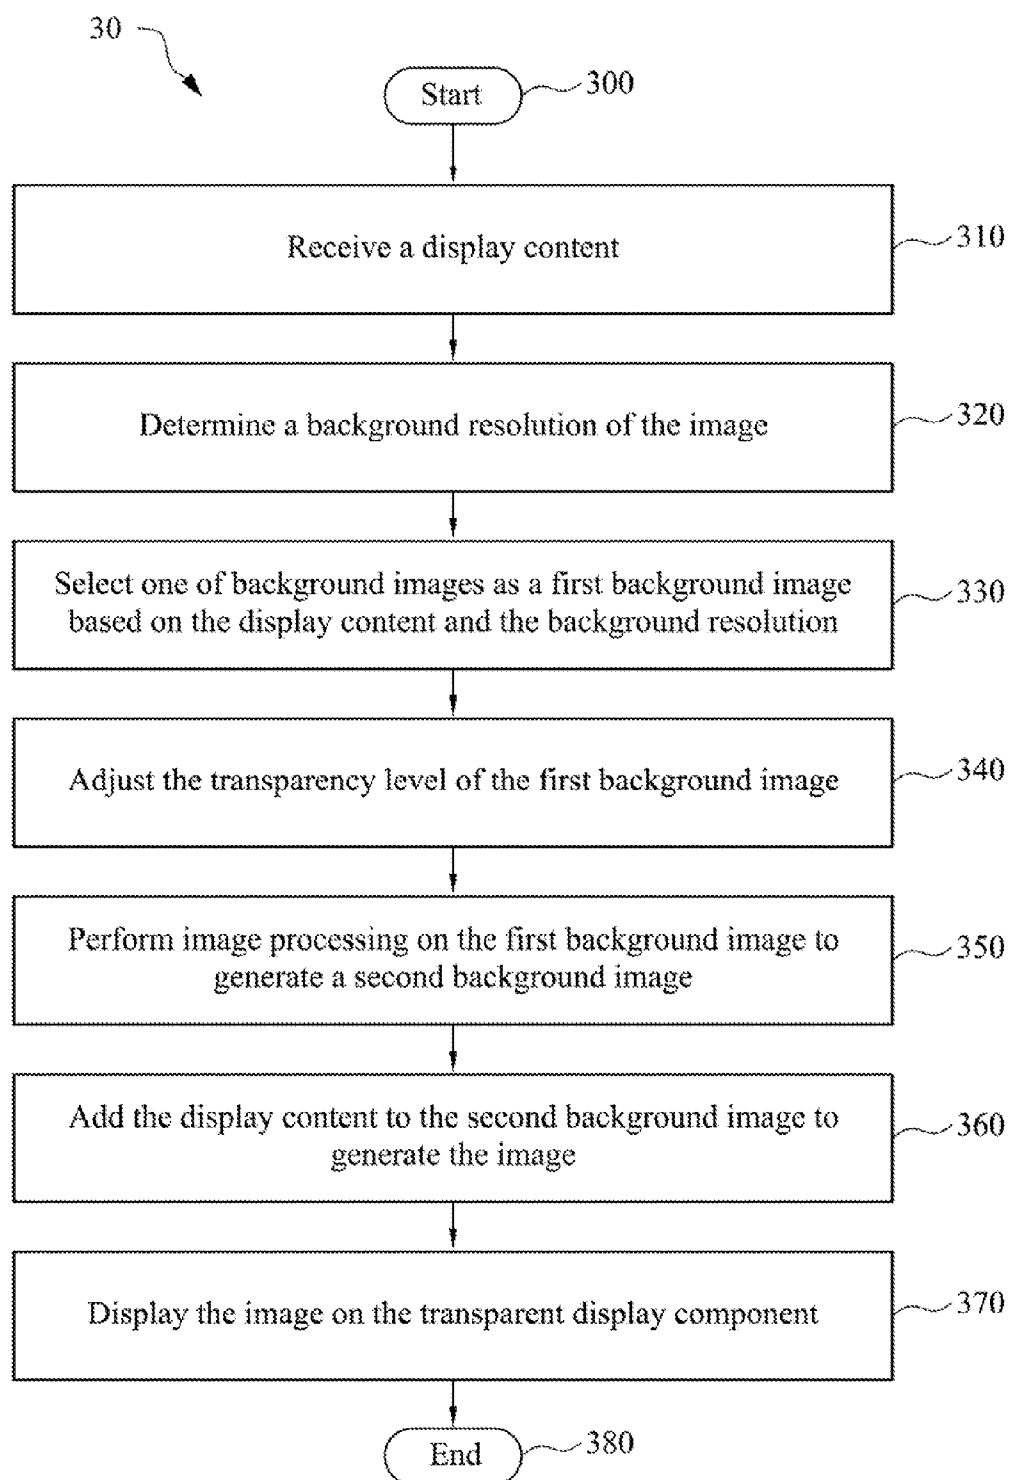 30
Start
300
Receive a display content
310
Determine a background resolution of the image
320
Select one of background images as a first background image
based on the display content and the background resolution
330
Adjust the transparency level of the first background image
340
Perform image processing on the first background image to
generate a second background image
350
Add the display content to the second background image to
generate the image
360
Display the image on the transparent display component
370
End
380